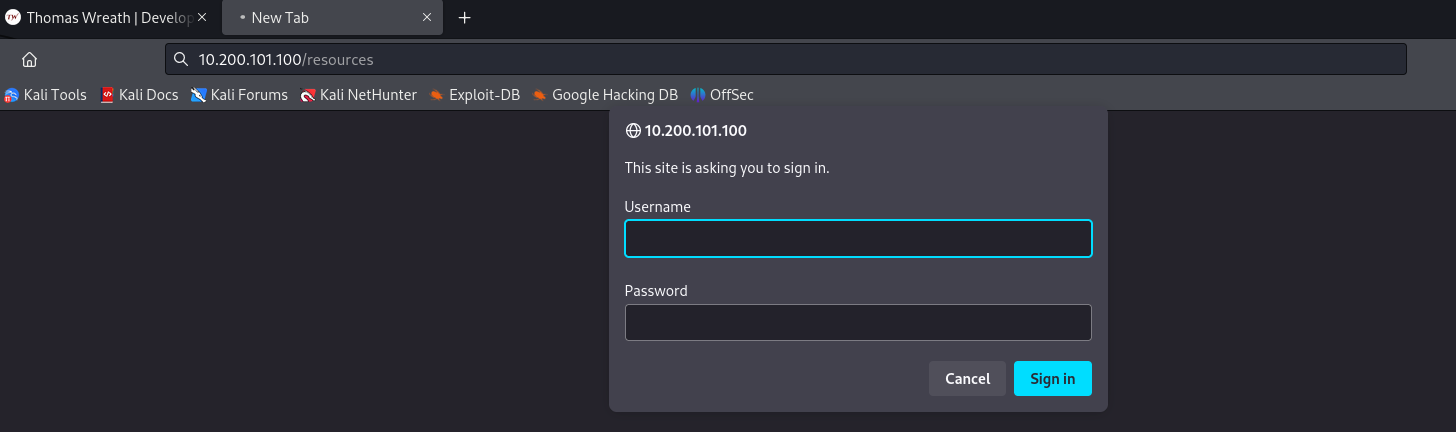 TW Thomas Wreath | Develop New Tab
10.200.101.100/resources
Kali Tools Kali Docs Kali Forums Kali NetHunter Exploit-DB Google Hacking DB OffSec
10.200.101.100
This site is asking you to sign in.
Username
Password
Cancel Sign in